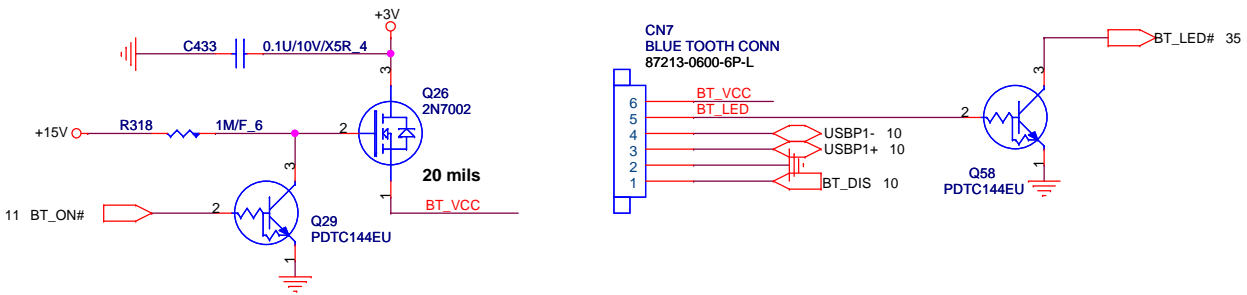 +3V
C433 0.1U/10V/X5R_4
3
Q26
2N7002
+15V R318 1M/F_6 2
3
20 mils
1
BT_VCC
11 BT_ON# 2
Q29
PDTC144EU
1
CN7
BLUE TOOTH CONN
87213-0600-6P-L
6 BT_VCC
5 BT_LED 2
4 USBP1- 10
3 USBP1+ 10
2
1 BT_DIS 10
BT_LED# 35
3
1
Q58
PDTC144EU